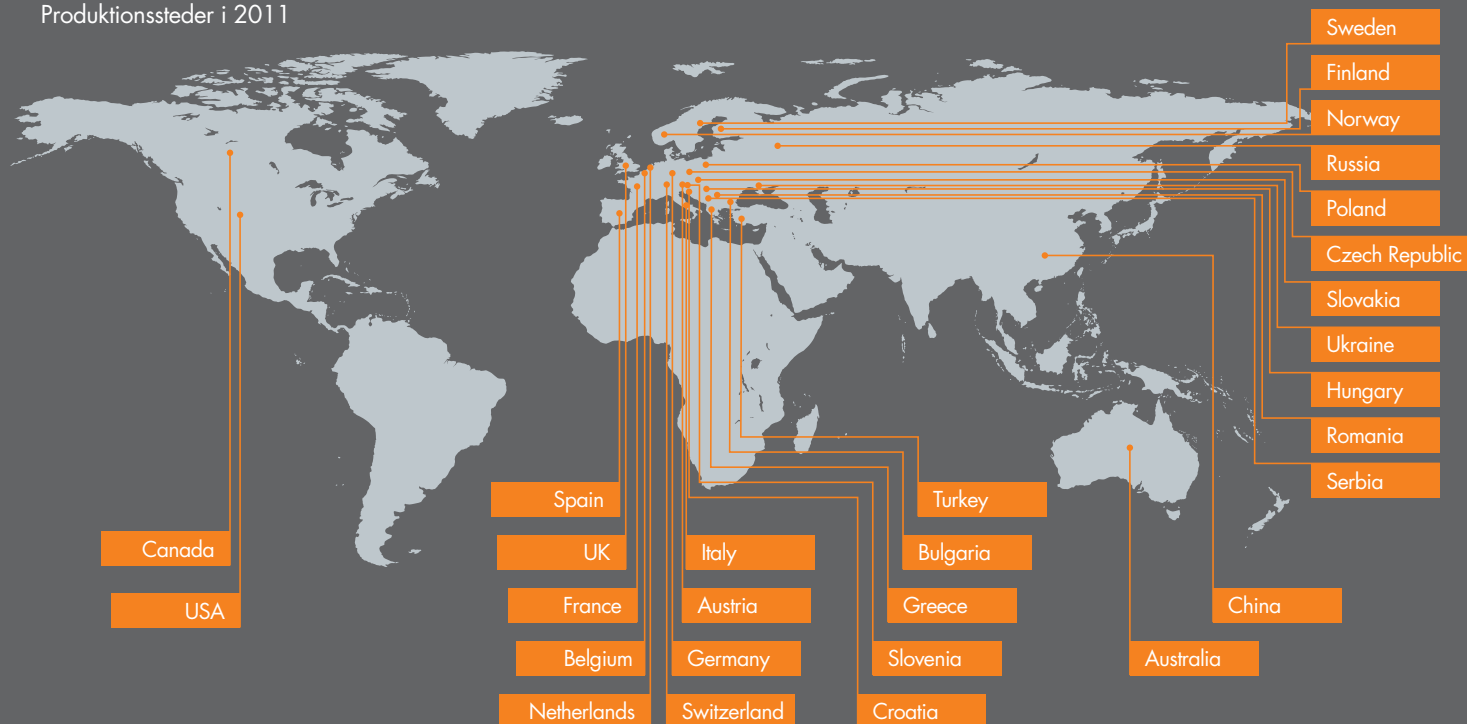 Produktionssteder i 2011
Sweden
Finland
Norway
Russia
Poland
Czech Republic
Slovakia
Ukraine
Hungary
Romania
Serbia
Spain
Turkey
Canada
UK
Italy
Bulgaria
USA
France
Austria
Greece
China
Belgium
Germany
Slovenia
Australia
Netherlands
Switzerland
Croatia